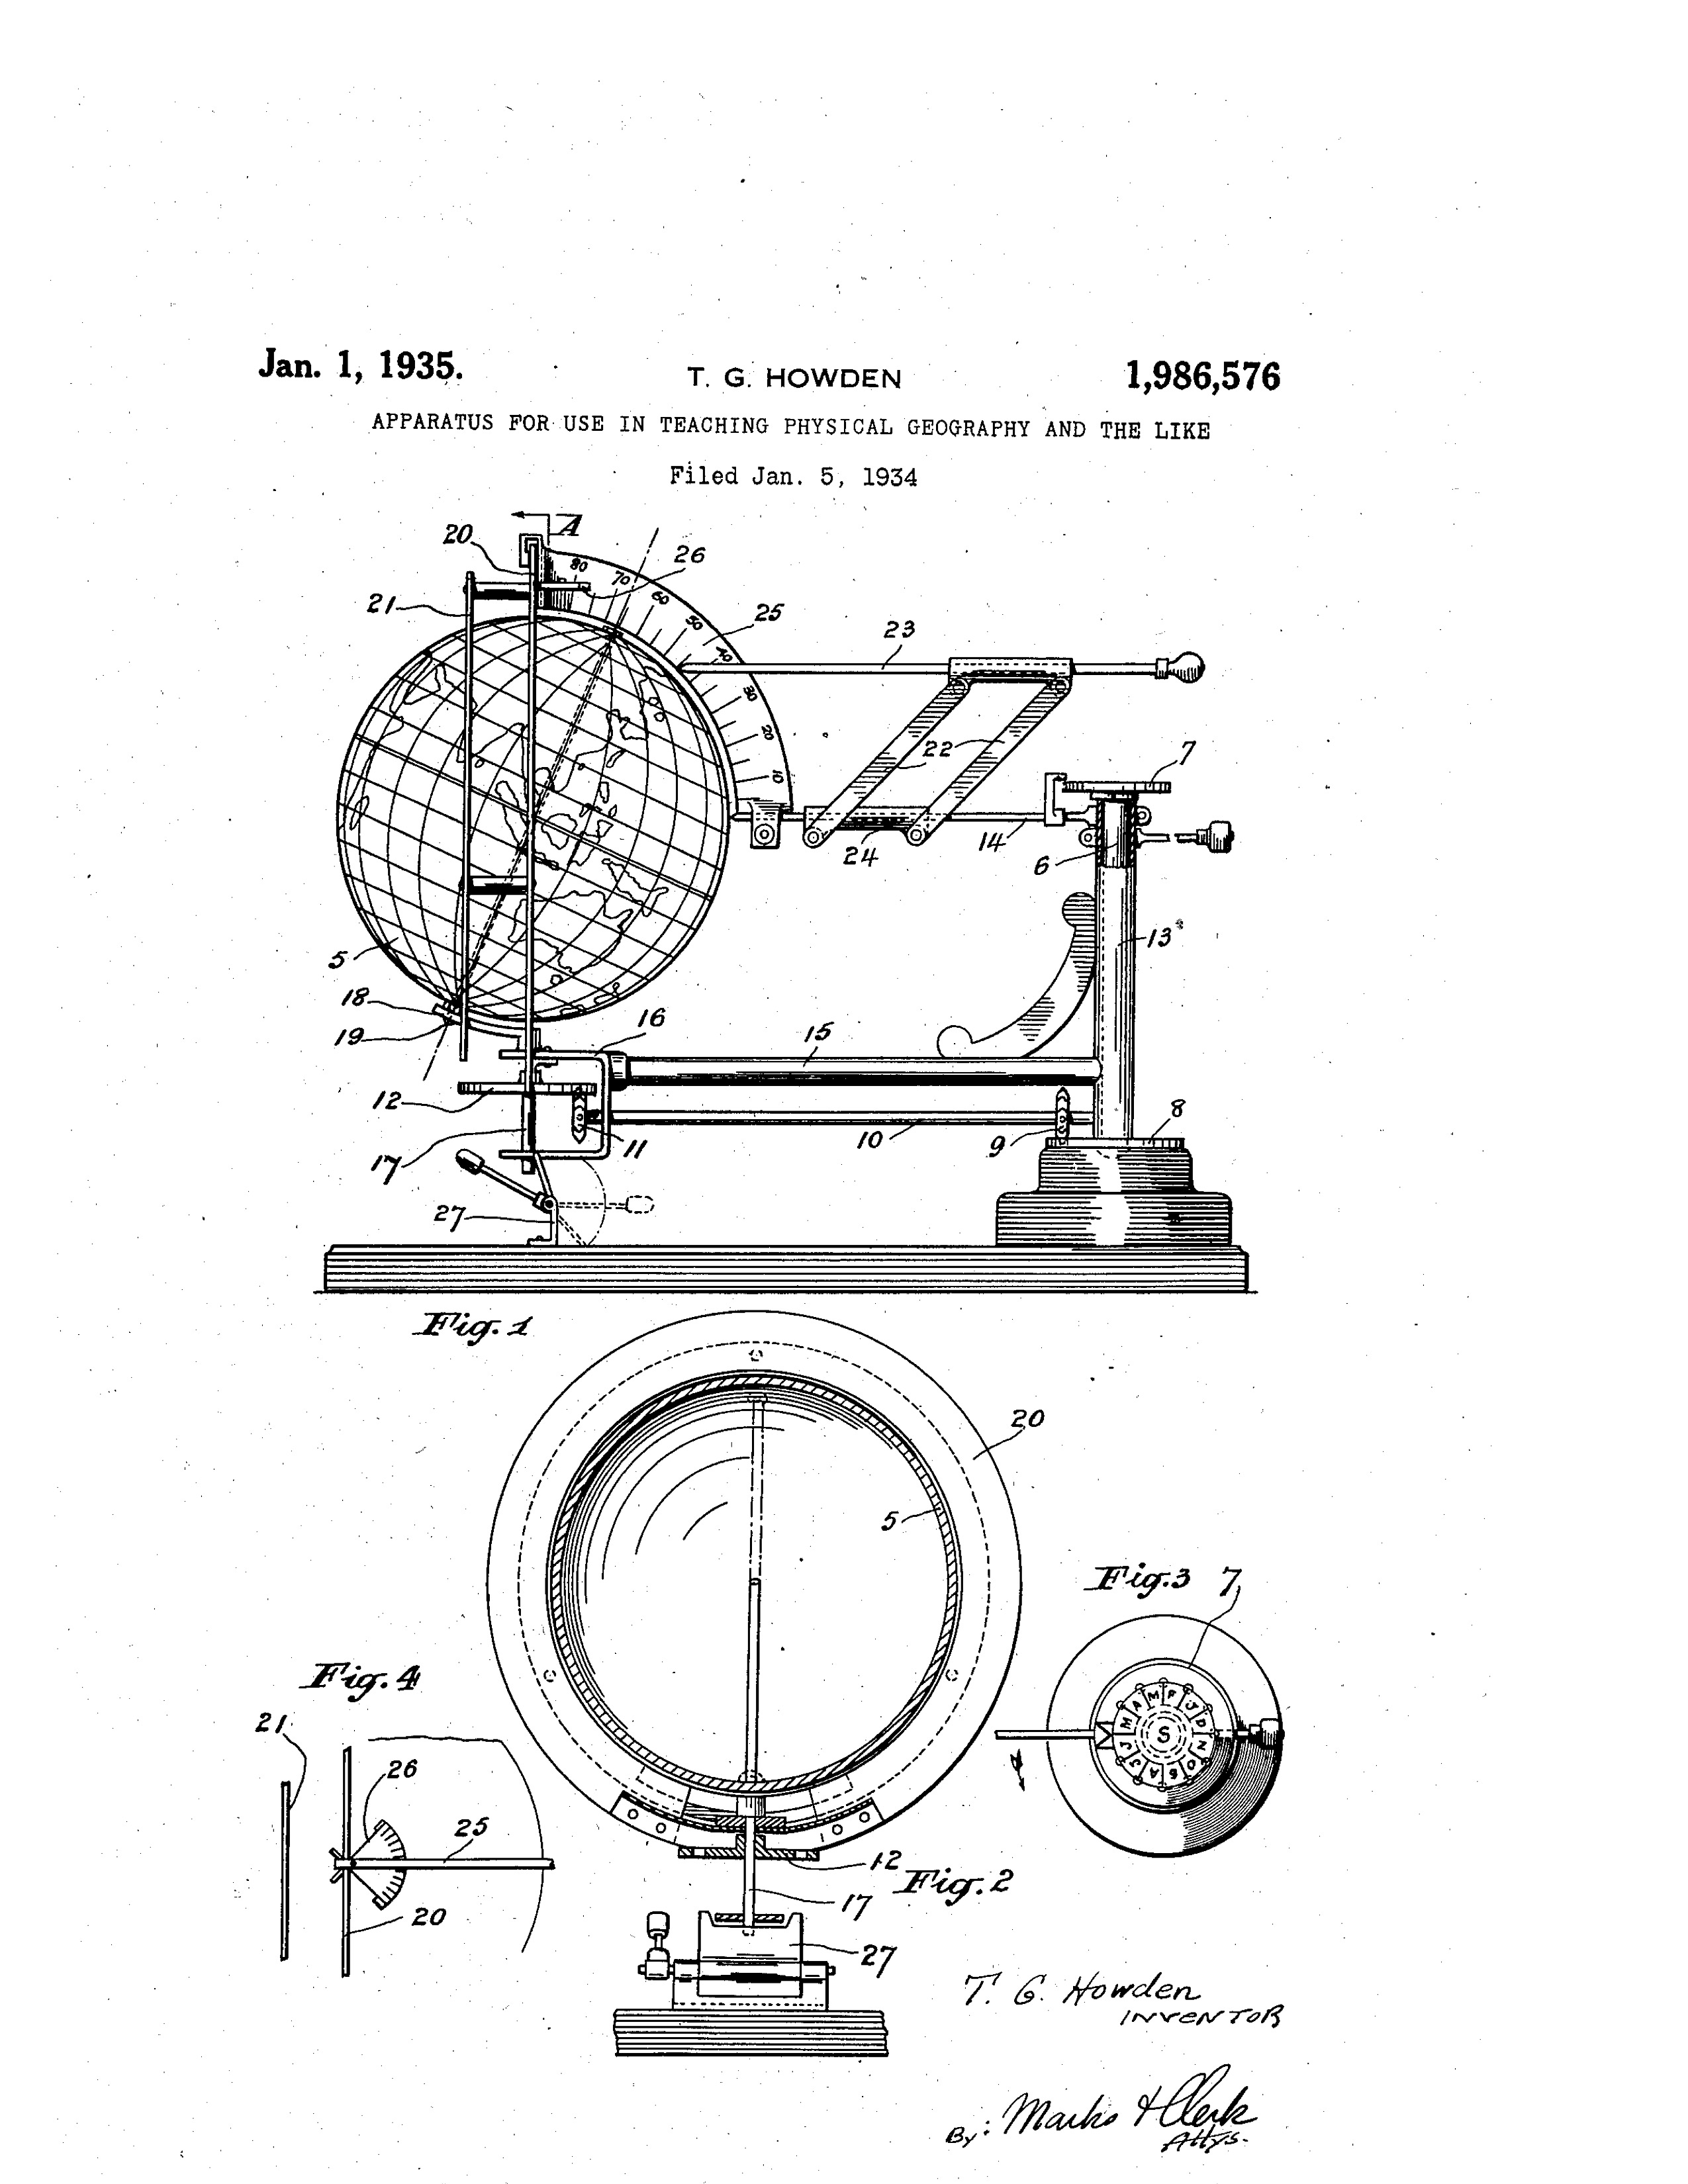 Jan. 1, 1935.
T. G. HOWDEN
1,986,576
APPARATUS FOR USE IN TEACHING PHYSICAL GEOGRAPHY AND THE LIKE
Filed Jan. 5, 1934
A
20
26
80
70
60
50
40
30
20
10
21
25
23
22
7
24
14
6
5
13
18
19
16
15
12
17
11
10
9
8
27
Fig. 1
20
5
Fig. 3
7
S
F
J
D
N
O
S
A
J
J
M
A
M
Fig. 4
21
26
25
20
12
Fig. 2
17
27
T. G. Howden
INVENTOR
By: Marks & Clerk
Attys.